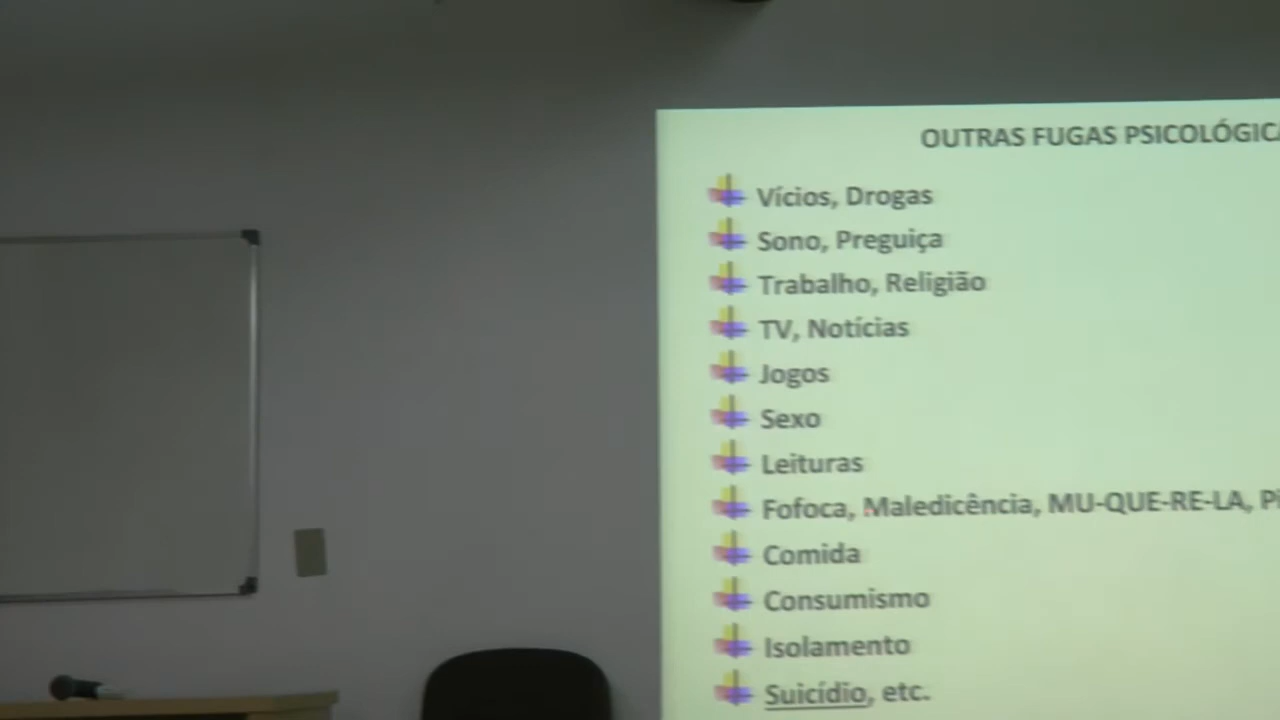 OUTRAS FUGAS PSICOLÓGICA
Vícios, Drogas
Sono, Preguiça
Trabalho, Religião
TV, Notícias
Jogos
Sexo
Leituras
Fofoca, Maledicência, MU-QUE-RE-LA,
Comida
Consumismo
Isolamento
Suicídio, etc.